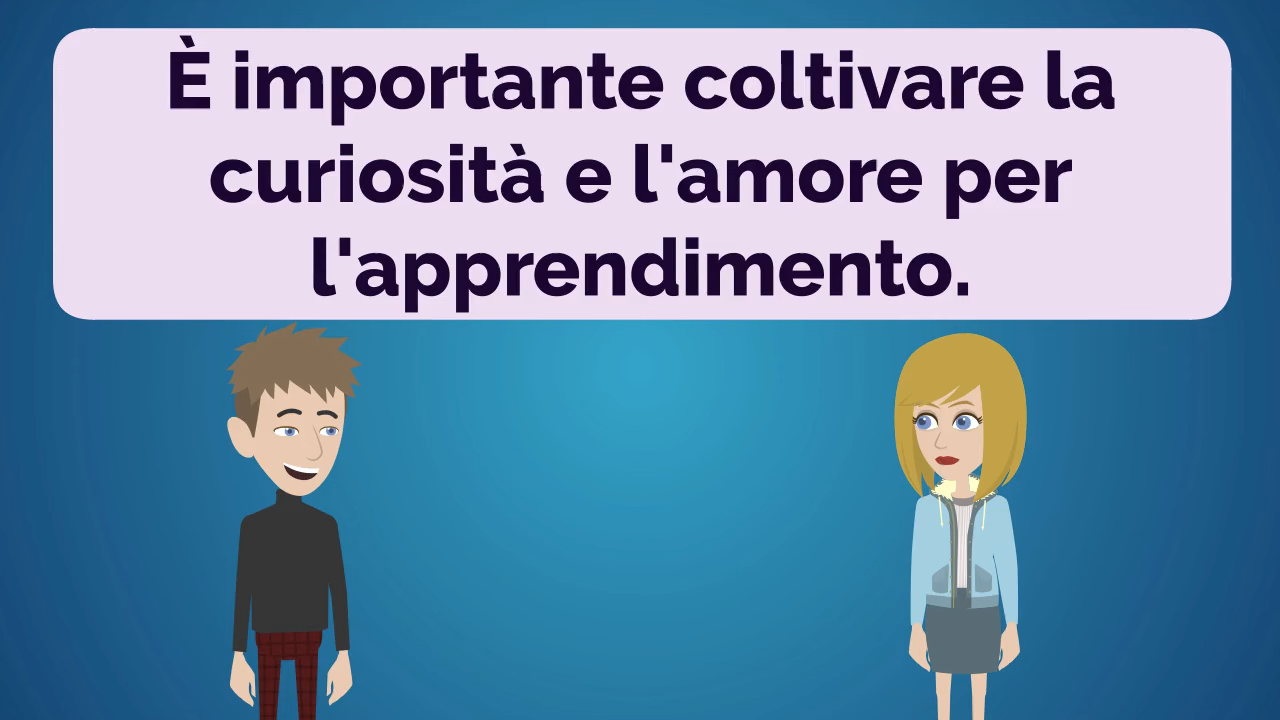 È importante coltivare la
curiosità e l'amore per
l'apprendimento.